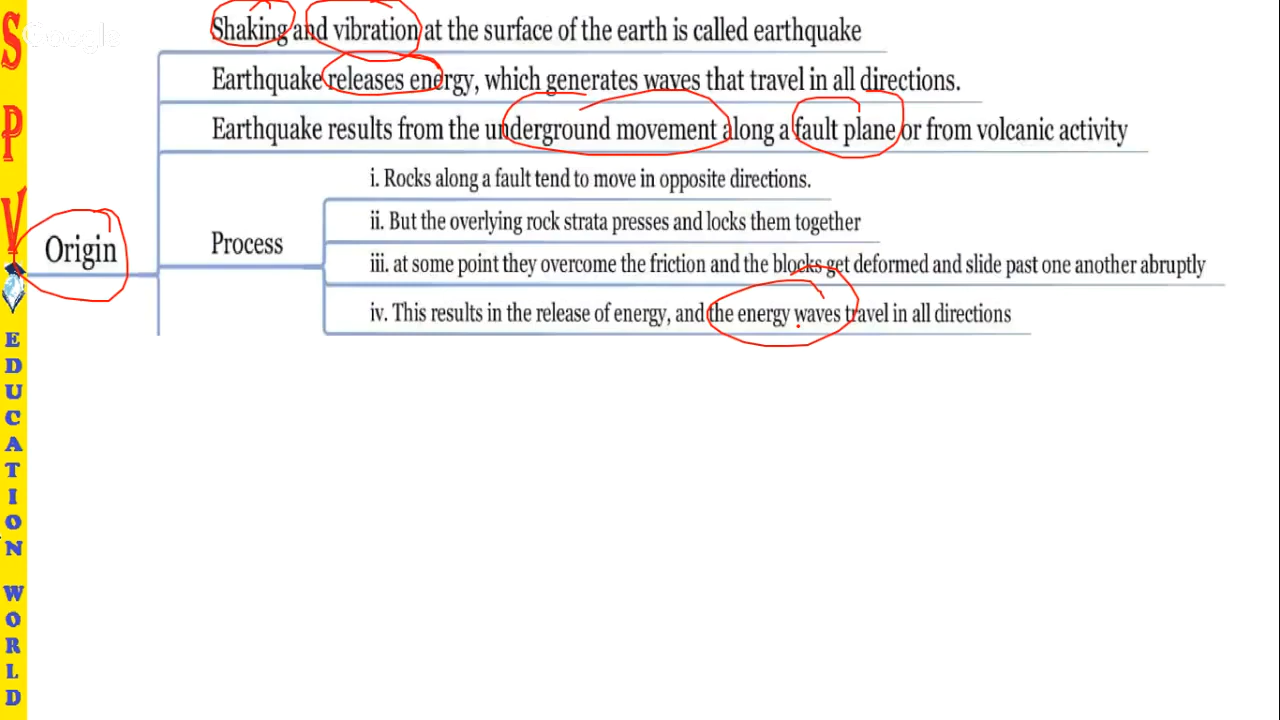 Google
Shaking and vibration at the surface of the earth is called earthquake
Earthquake releases energy, which generates waves that travel in all directions.
Earthquake results from the underground movement along a fault plane or from volcanic activity
Origin
Process
i. Rocks along a fault tend to move in opposite directions.
ii. But the overlying rock strata presses and locks them together
iii. at some point they overcome the friction and the blocks get deformed and slide past one another abruptly
iv. This results in the release of energy, and the energy waves travel in all directions
SPV
EDUCATION
WORLD